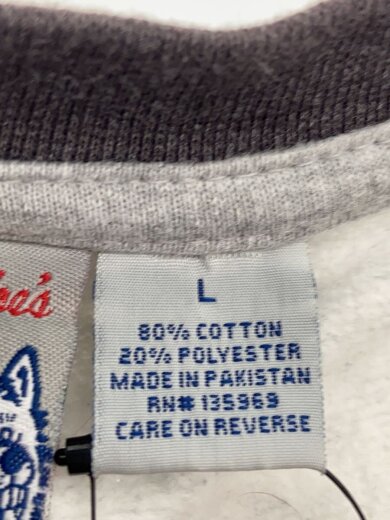 L
80% COTTON
20% POLYESTER
MADE IN PAKISTAN
RN# 135969
CARE ON REVERSE